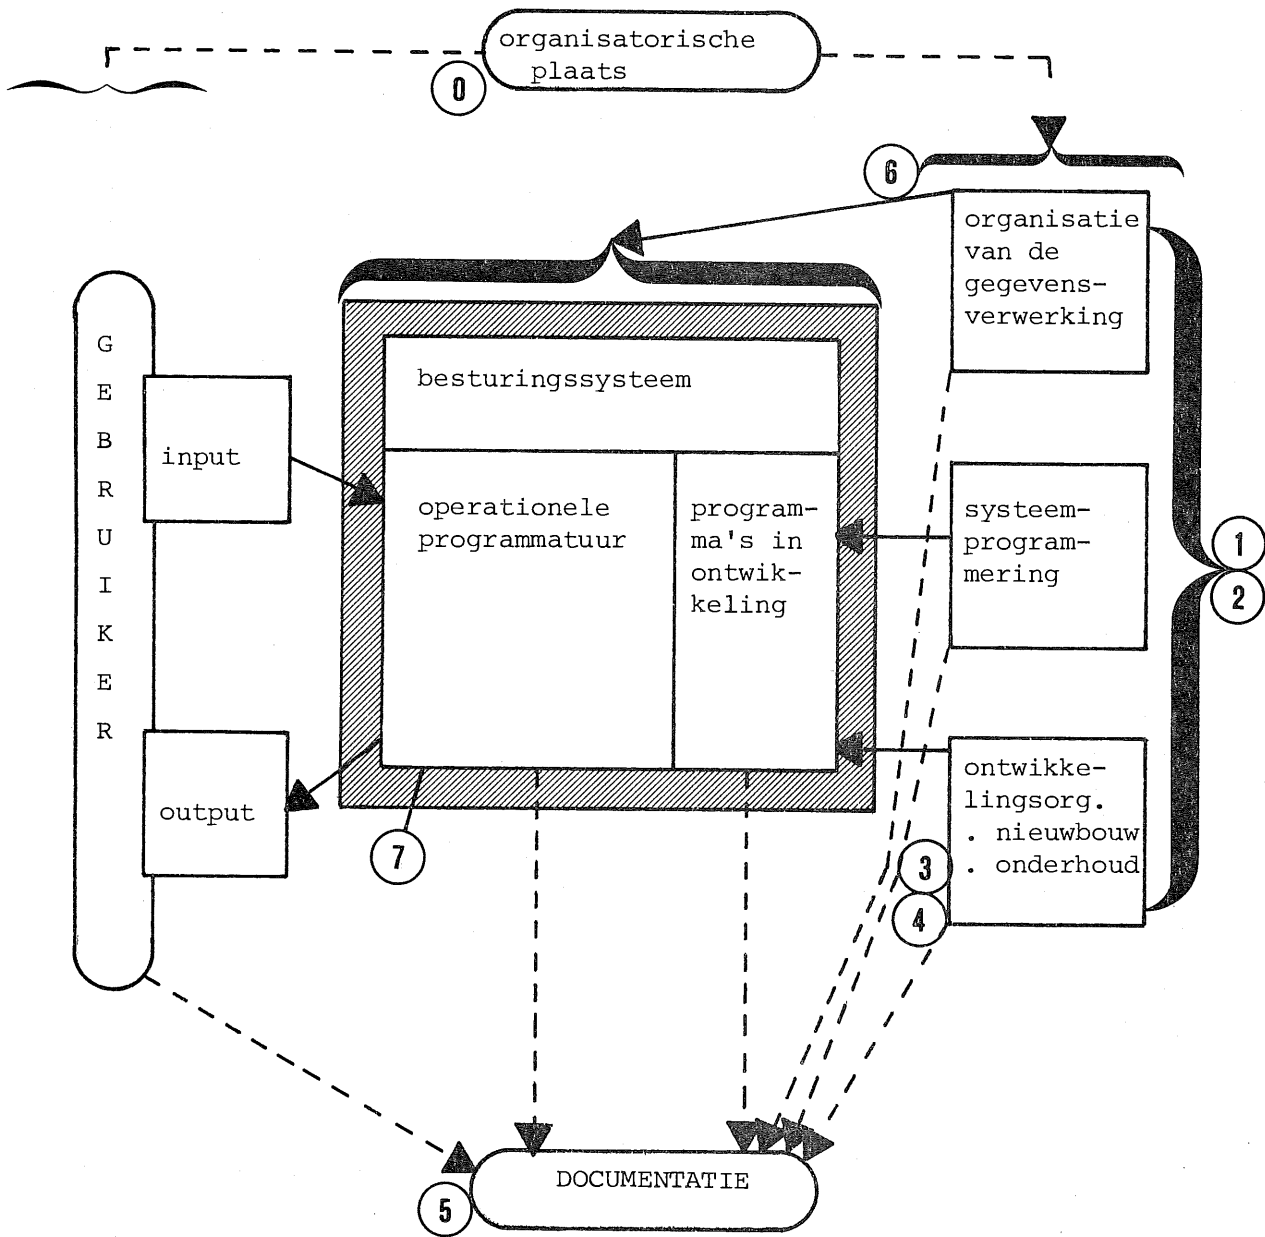 organisatorische
plaats
0
6
organisatie
van de
gegevens-
verwerking
G
E
B
R
U
I
K
E
R
input
output
besturingssysteem
operationele
programmatuur
program-
ma's in
ontwik-
keling
systeem-
program-
mering
1
2
ontwikke-
lingsorg.
. nieuwbouw
. onderhoud
3
4
7
DOCUMENTATIE
5